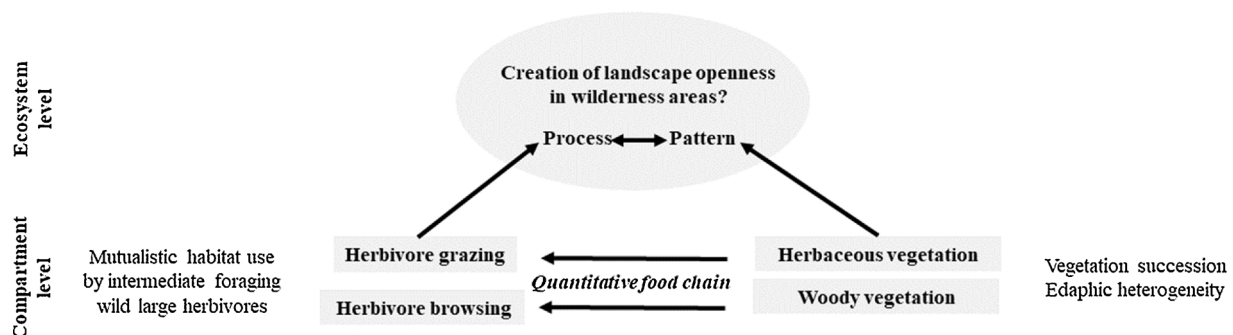 Ecosystem
level
Creation of landscape openness
in wilderness areas?
Process
Pattern
Compartment
level
Mutualistic habitat use
by intermediate foraging
wild large herbivores
Herbivore grazing
Herbivore browsing
Quantitative food chain
Herbaceous vegetation
Woody vegetation
Vegetation succession
Edaphic heterogeneity